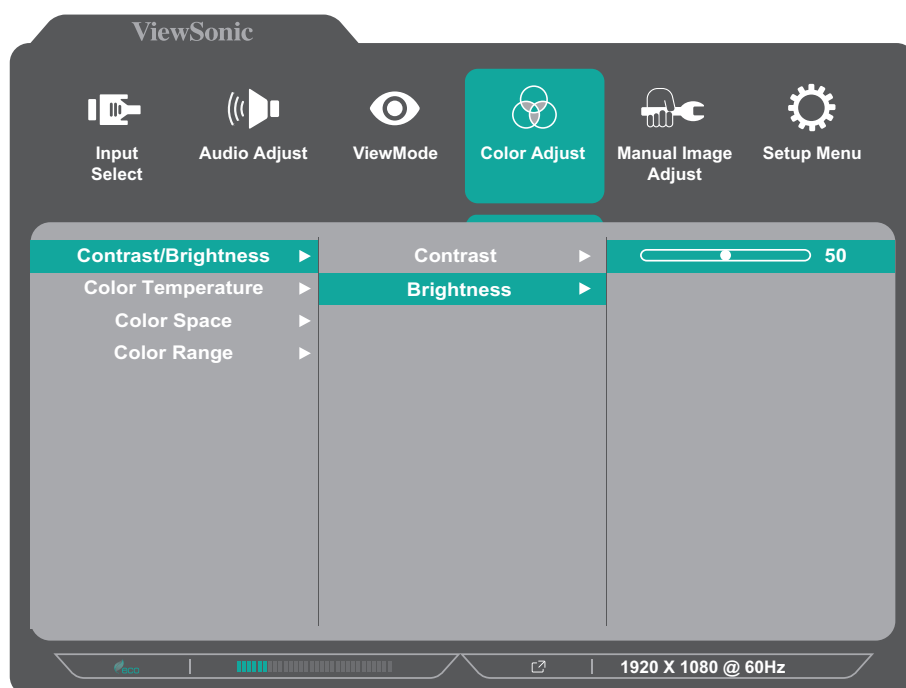 ViewSonic
Input
Select
Audio Adjust
ViewMode
Color Adjust
Manual Image
Adjust
Setup Menu
Contrast/Brightness
Contrast
50
Color Temperature
Brightness
Color Space
Color Range
eco
1920 X 1080 @ 60Hz